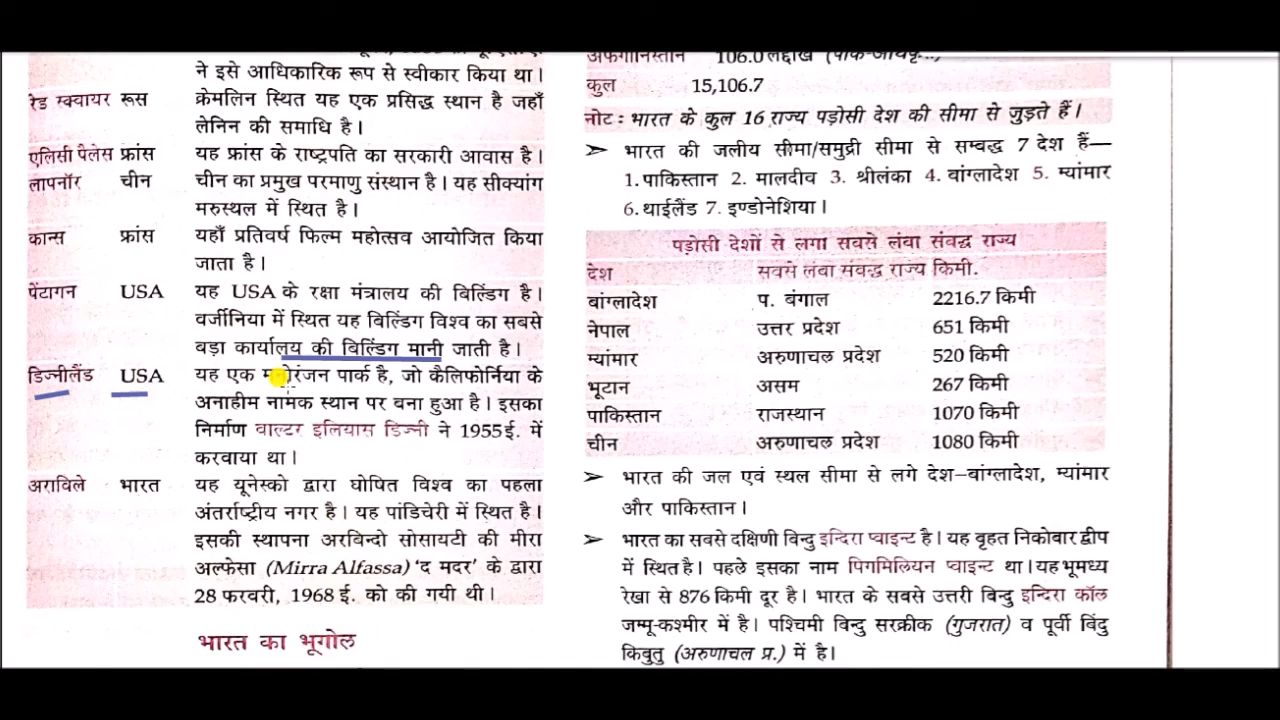 ने इसे आधिकारिक रूप से स्वीकार किया था।
रेड स्क्वायर रूस क्रेमलिन स्थित यह एक प्रसिद्ध स्थान है जहाँ
लेनिन की समाधि है।
एलिसी पैलेस फ्रांस यह फ्रांस के राष्ट्रपति का सरकारी आवास है।
लापनॉर चीन चीन का प्रमुख परमाणु संस्थान है। यह सीक्यांग
मरुस्थल में स्थित है।
कान्स फ्रांस यहाँ प्रतिवर्ष फिल्म महोत्सव आयोजित किया
जाता है।
पेंटागन USA यह USA के रक्षा मंत्रालय की बिल्डिंग है।
वर्जीनिया में स्थित यह बिल्डिंग विश्व का सबसे
बड़ा कार्यालय की बिल्डिंग मानी जाती है।
डिज्नीलैंड USA यह एक मनोरंजन पार्क है, जो कैलिफोर्निया के
अनाहीम नामक स्थान पर बना हुआ है। इसका
निर्माण वाल्टर इलियास डिज्नी ने 1955ई. में
करवाया था।
अराविले भारत यह यूनेस्को द्वारा घोषित विश्व का पहला
अंतर्राष्ट्रीय नगर है। यह पांडिचेरी में स्थित है।
इसकी स्थापना अरबिन्दो सोसायटी की मीरा
अल्फेसा (Mirra Alfassa) ‘द मदर’ के द्वारा
28 फरवरी, 1968 ई. को की गयी थी।
भारत का भूगोल
अफगानिस्तान 106.0 लद्दाख
कुल 15,106.7
नोट : भारत के कुल 16 राज्य पड़ोसी देश की सीमा से जुड़ते हैं।
➢ भारत की जलीय सीमा/समुद्री सीमा से सम्बद्ध 7 देश हैं—
1. पाकिस्तान 2. मालदीव 3. श्रीलंका 4. बांग्लादेश 5. म्यांमार
6. थाईलैंड 7. इण्डोनेशिया।
पड़ोसी देशों से लगा सबसे लंबा संबद्ध राज्य
देश सबसे लंबा संबद्ध राज्य किमी.
बांग्लादेश प. बंगाल 2216.7 किमी
नेपाल उत्तर प्रदेश 651 किमी
म्यांमार अरुणाचल प्रदेश 520 किमी
भूटान असम 267 किमी
पाकिस्तान राजस्थान 1070 किमी
चीन अरुणाचल प्रदेश 1080 किमी
➢ भारत की जल एवं स्थल सीमा से लगे देश–बांग्लादेश, म्यांमार
और पाकिस्तान।
➢ भारत का सबसे दक्षिणी विन्दु इन्दिरा प्वाइन्ट है। यह बृहत निकोबार द्वीप
में स्थित है। पहले इसका नाम पिगमिलियन प्वाइन्ट था। यह भूमध्य
रेखा से 876 किमी दूर है। भारत के सबसे उत्तरी बिन्दु इन्दिरा कॉल
जम्मू-कश्मीर में है। पश्चिमी विन्दु सरक्रीक (गुजरात) व पूर्वी बिंदु
किबुतु (अरुणाचल प्र.) में है।